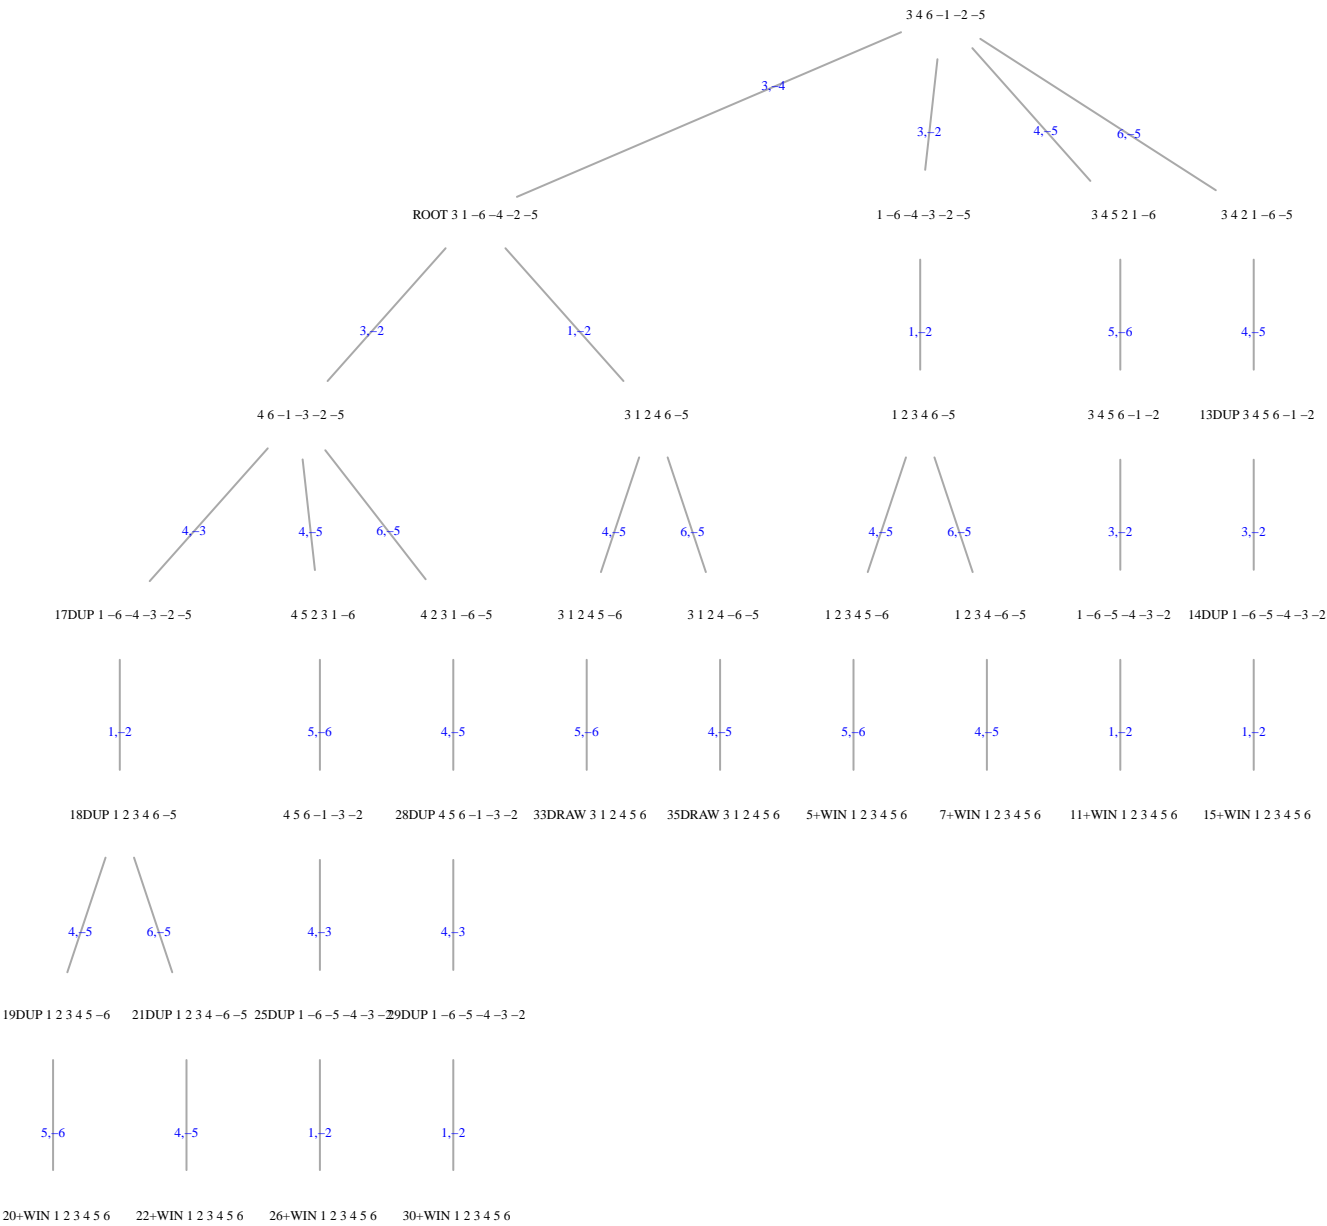 3 4 6 −1 −2 −5
3,−4
3,−2
4,−5
6,−5
ROOT 3 1 −6 −4 −2 −5
1 −6 −4 −3 −2 −5
3 4 5 2 1 −6
3 4 2 1 −6 −5
3,−2
1,−2
1,−2
5,−6
4,−5
4 6 −1 −3 −2 −5
3 1 2 4 6 −5
1 2 3 4 6 −5
3 4 5 6 −1 −2
13DUP 3 4 5 6 −1 −2
4,−3
4,−5
6,−5
4,−5
6,−5
4,−5
6,−5
3,−2
3,−2
17DUP 1 −6 −4 −3 −2 −5
4 5 2 3 1 −6
4 2 3 1 −6 −5
3 1 2 4 5 −6
3 1 2 4 −6 −5
1 2 3 4 5 −6
1 2 3 4 −6 −5
1 −6 −5 −4 −3 −2
14DUP 1 −6 −5 −4 −3 −2
1,−2
5,−6
4,−5
5,−6
4,−5
5,−6
4,−5
1,−2
1,−2
18DUP 1 2 3 4 6 −5
4 5 6 −1 −3 −2
28DUP 4 5 6 −1 −3 −2
33DRAW 3 1 2 4 5 6
35DRAW 3 1 2 4 5 6
5+WIN 1 2 3 4 5 6
7+WIN 1 2 3 4 5 6
11+WIN 1 2 3 4 5 6
15+WIN 1 2 3 4 5 6
4,−5
6,−5
4,−3
4,−3
19DUP 1 2 3 4 5 −6
21DUP 1 2 3 4 −6 −5
25DUP 1 −6 −5 −4 −3 −2
29DUP 1 −6 −5 −4 −3 −2
5,−6
4,−5
1,−2
1,−2
20+WIN 1 2 3 4 5 6
22+WIN 1 2 3 4 5 6
26+WIN 1 2 3 4 5 6
30+WIN 1 2 3 4 5 6